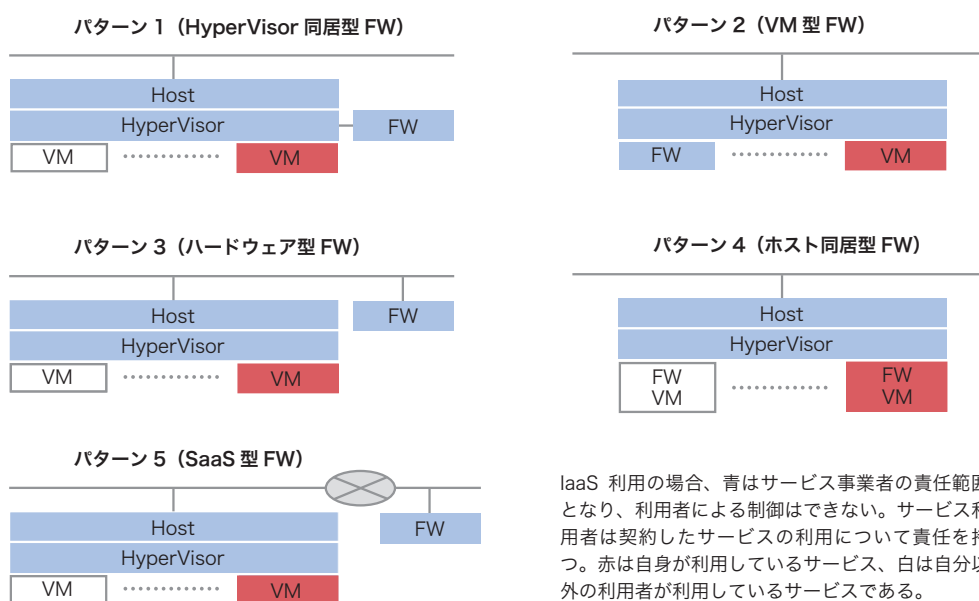 パターン 1（HyperVisor 同居型 FW）
Host
HyperVisor
FW
VM
VM
パターン 2（VM 型 FW）
Host
HyperVisor
FW
VM
パターン 3（ハードウェア型 FW）
Host
FW
HyperVisor
VM
VM
パターン 4（ホスト同居型 FW）
Host
HyperVisor
FW
VM
FW
VM
パターン 5（SaaS 型 FW）
Host
FW
HyperVisor
VM
VM
IaaS 利用の場合、青はサービス事業者の責任範囲
となり、利用者による制御はできない。サービス利
用者は契約したサービスの利用について責任を持
つ。赤は自身が利用しているサービス、白は自分以
外の利用者が利用しているサービスである。